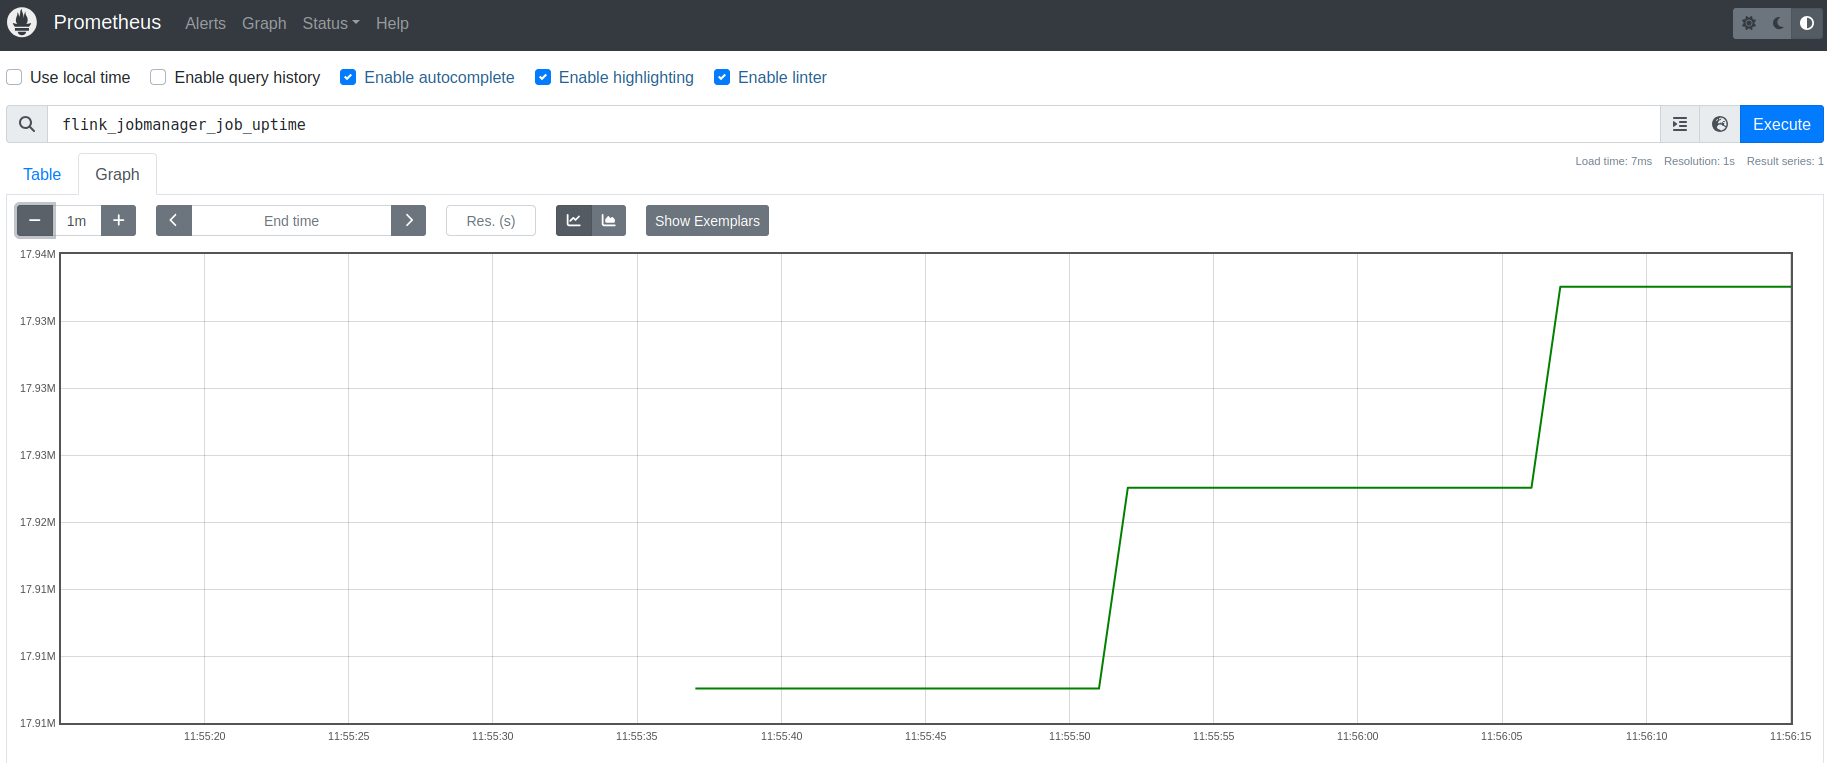 Prometheus Alerts Graph Status Help
Use local time Enable query history Enable autocomplete Enable highlighting Enable linter
flink_jobmanager_job_uptime Execute
Table Graph Load time: 7ms Resolution: 1s Result series: 1
1m End time Res. (s) Show Exemplars
17.94M
17.93M
17.93M
17.93M
17.92M
17.91M
17.91M
17.91M
11:55:20 11:55:25 11:55:30 11:55:35 11:55:40 11:55:45 11:55:50 11:55:55 11:56:00 11:56:05 11:56:10 11:56:15